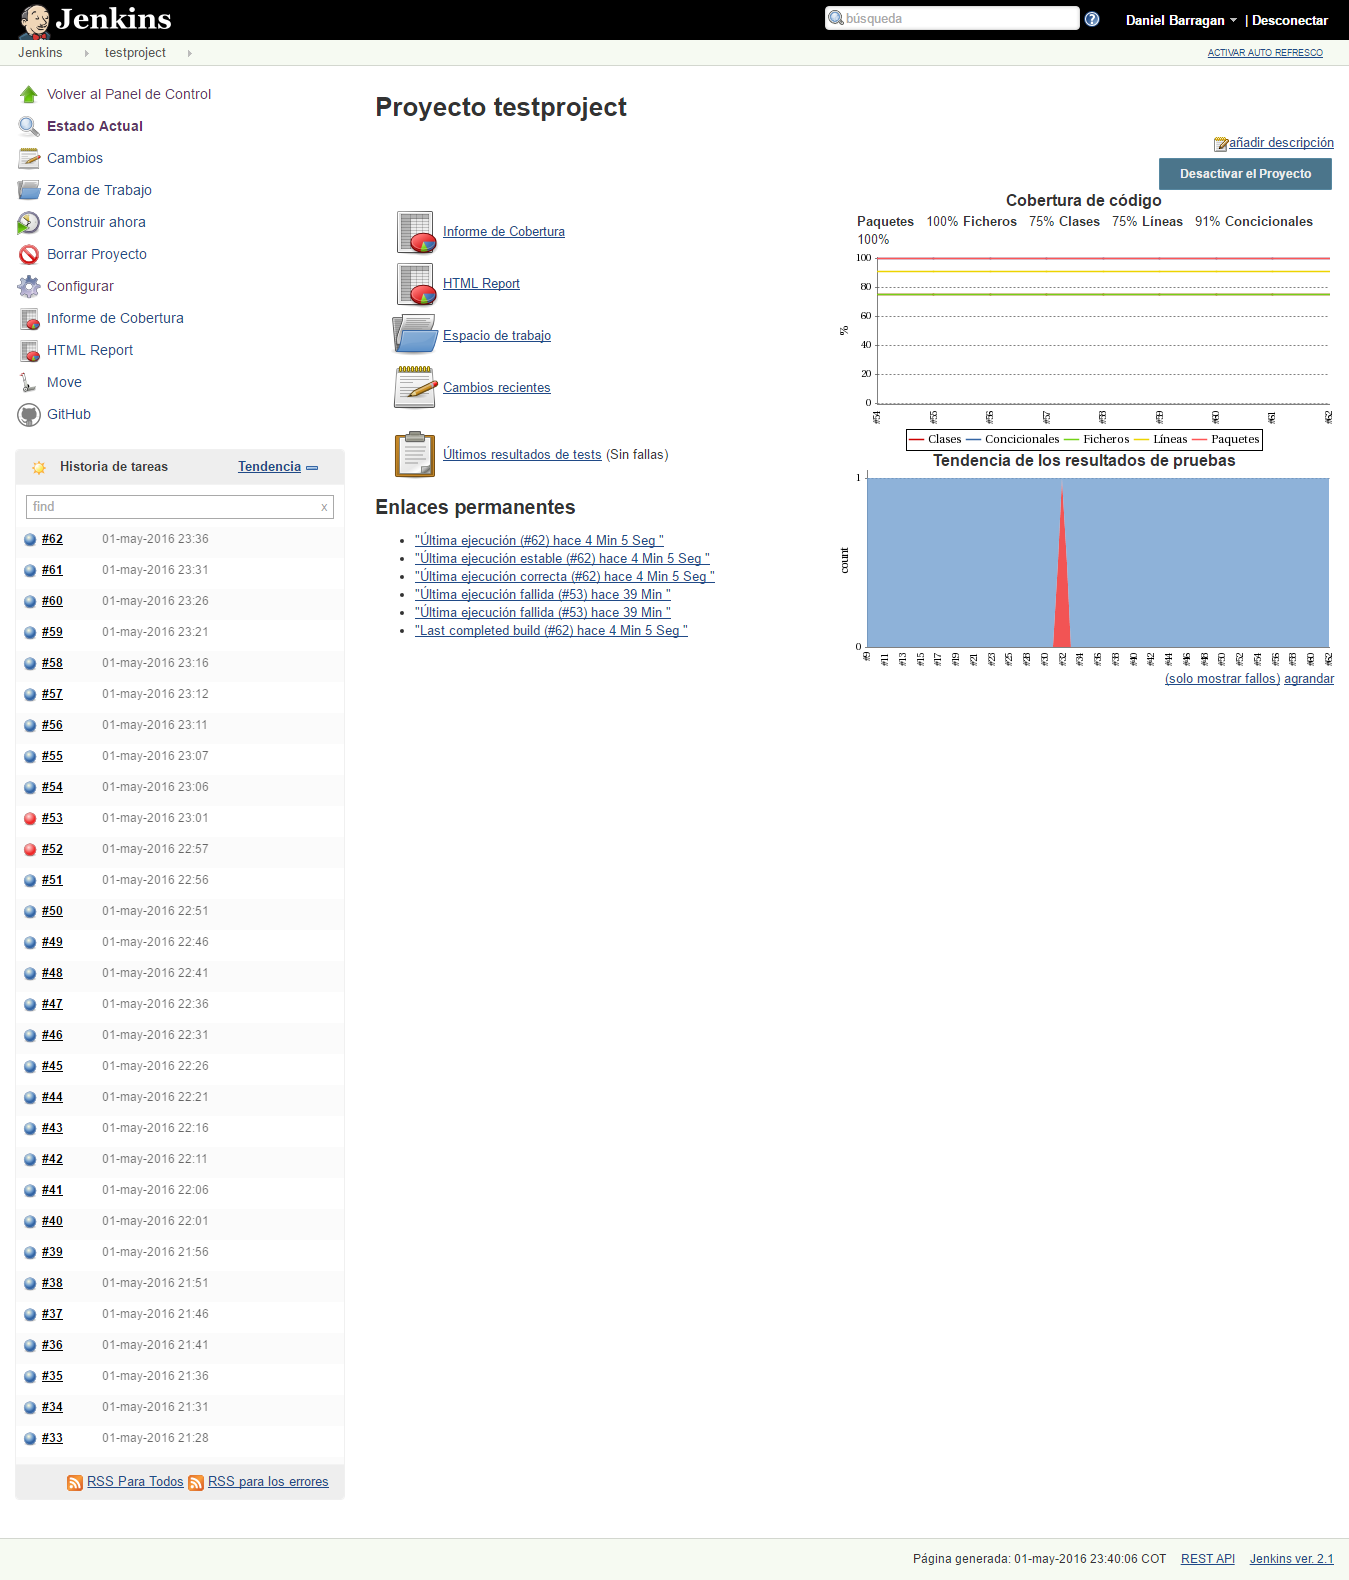 Jenkins
búsqueda
Daniel Barragan | Desconectar
Jenkins testproject
ACTIVAR AUTO REFRESCO
Volver al Panel de Control
Estado Actual
Cambios
Zona de Trabajo
Construir ahora
Borrar Proyecto
Configurar
Informe de Cobertura
HTML Report
Move
GitHub
Historia de tareas Tendencia
find x
#62 01-may-2016 23:36
#61 01-may-2016 23:31
#60 01-may-2016 23:26
#59 01-may-2016 23:21
#58 01-may-2016 23:16
#57 01-may-2016 23:12
#56 01-may-2016 23:11
#55 01-may-2016 23:07
#54 01-may-2016 23:06
#53 01-may-2016 23:01
#52 01-may-2016 22:57
#51 01-may-2016 22:56
#50 01-may-2016 22:51
#49 01-may-2016 22:46
#48 01-may-2016 22:41
#47 01-may-2016 22:36
#46 01-may-2016 22:31
#45 01-may-2016 22:26
#44 01-may-2016 22:21
#43 01-may-2016 22:16
#42 01-may-2016 22:11
#41 01-may-2016 22:06
#40 01-may-2016 22:01
#39 01-may-2016 21:56
#38 01-may-2016 21:51
#37 01-may-2016 21:46
#36 01-may-2016 21:41
#35 01-may-2016 21:36
#34 01-may-2016 21:31
#33 01-may-2016 21:28
RSS Para Todos RSS para los errores
Proyecto testproject
añadir descripción
Desactivar el Proyecto
Informe de Cobertura
HTML Report
Espacio de trabajo
Cambios recientes
Últimos resultados de tests (Sin fallas)
Enlaces permanentes
"Última ejecución (#62) hace 4 Min 5 Seg "
"Última ejecución estable (#62) hace 4 Min 5 Seg "
"Última ejecución correcta (#62) hace 4 Min 5 Seg "
"Última ejecución fallida (#53) hace 39 Min "
"Última ejecución fallida (#53) hace 39 Min "
"Last completed build (#62) hace 4 Min 5 Seg "
Cobertura de código
Paquetes 100% Ficheros 75% Clases 75% Líneas 91% Concicionales
100%
100
80
60
40
20
0
%
#54 #55 #56 #57 #58 #59 #60 #61 #62
Clases Concicionales Ficheros Líneas Paquetes
Tendencia de los resultados de pruebas
1
0
count
#9 #11 #13 #15 #17 #19 #21 #23 #25 #28 #30 #32 #34 #36 #38 #40 #42 #44 #46 #48 #50 #52 #54 #56 #58 #60 #62
(solo mostrar fallos) agrandar
Página generada: 01-may-2016 23:40:06 COT REST API Jenkins ver. 2.1